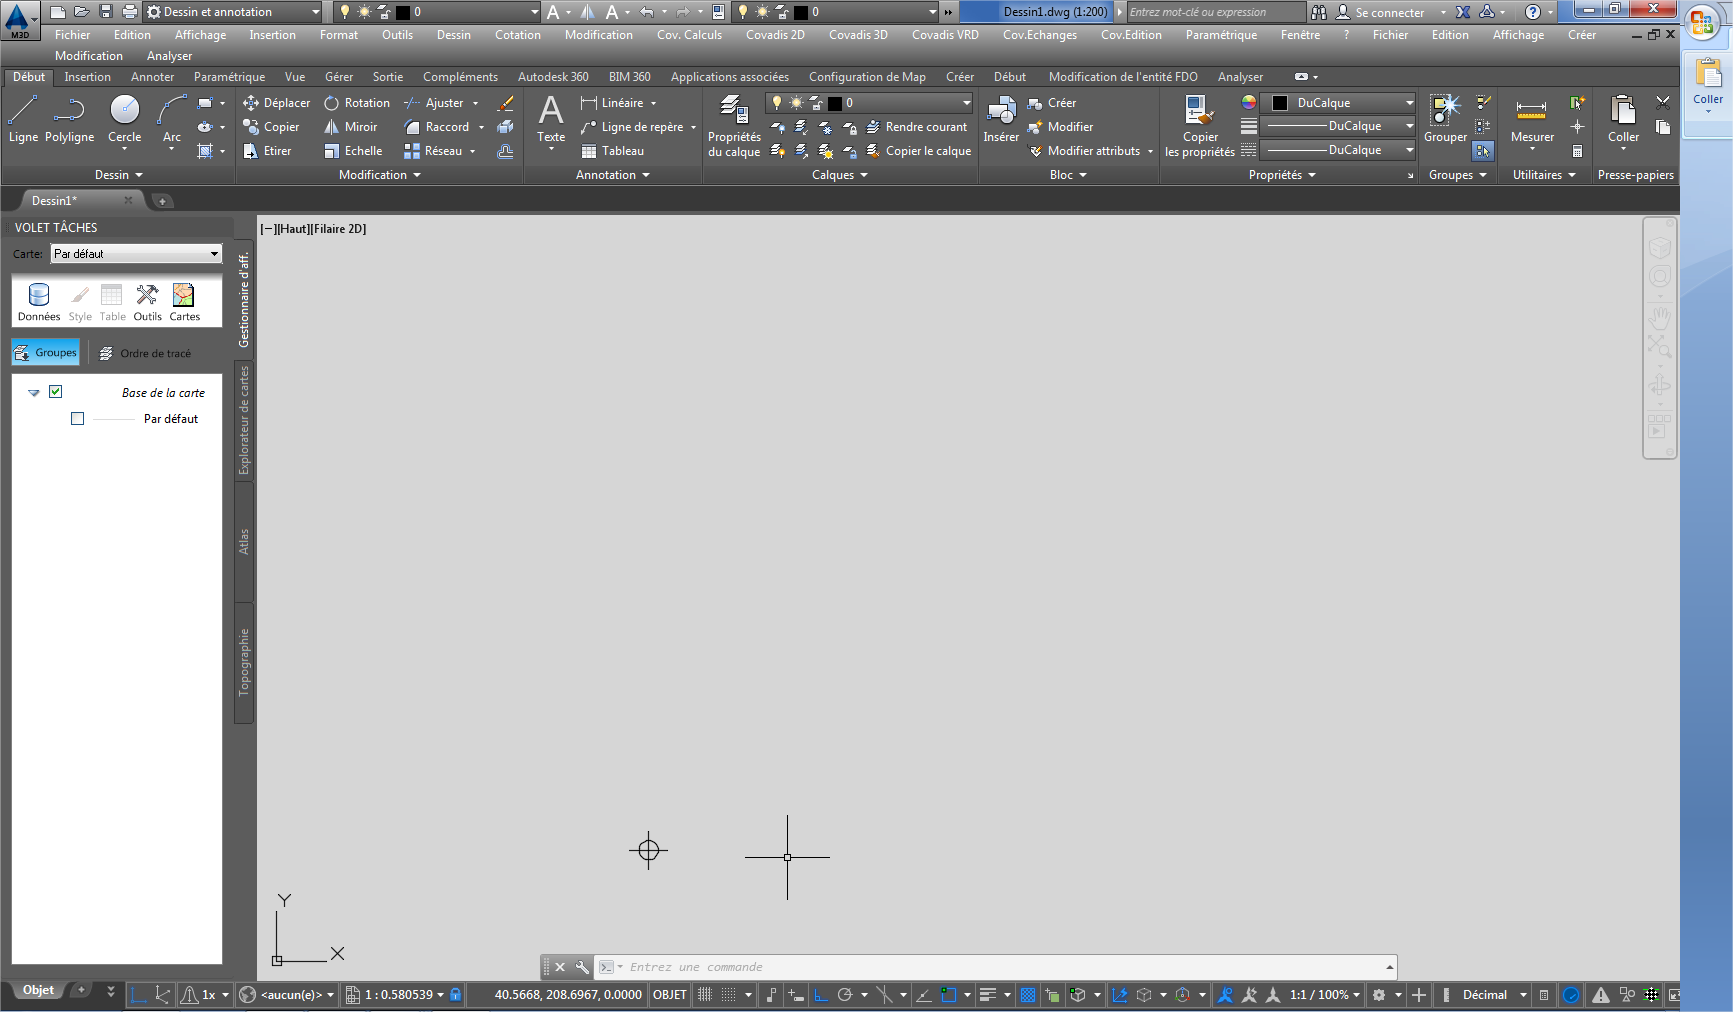 M3D
Dessin et annotation
0
A
A
0
Dessin1.dwg (1:200)
Entrez mot-clé ou expression
Se connecter
Fichier Edition Affichage Insertion Format Outils Dessin Cotation Modification Cov. Calculs Covadis 2D Covadis 3D Covadis VRD Cov.Echanges Cov.Edition Paramétrique Fenêtre ? Fichier Edition Affichage Créer
Modification Analyser
Début Insertion Annoter Paramétrique Vue Gérer Sortie Compléments Autodesk 360 BIM 360 Applications associées Configuration de Map Créer Début Modification de l'entité FDO Analyser
Ligne Polyligne Cercle Arc
Dessin
Déplacer Rotation Ajuster
Copier Miroir Raccord
Etirer Echelle Réseau
Modification
A
Texte
Linéaire
Ligne de repère
Tableau
Annotation
Propriétés
du calque
0
Rendre courant
Copier le calque
Calques
Insérer
Créer
Modifier
Modifier attributs
Bloc
Copier
les propriétés
DuCalque
DuCalque
DuCalque
Propriétés
Grouper
Groupes
Mesurer
Utilitaires
Coller
Presse-papiers
Coller
Dessin1*
VOLET TÂCHES
Carte: Par défaut
Données Style Table Outils Cartes
Groupes Ordre de tracé
Base de la carte
Par défaut
Gestionnaire d'aff.
Explorateur de cartes
Atlas
Topographie
[−][Haut][Filaire 2D]
Y
X
Entrez une commande
Objet
1x
<aucun(e)>
1 : 0.580539
40.5668, 208.6967, 0.0000
OBJET
1:1 / 100%
Décimal